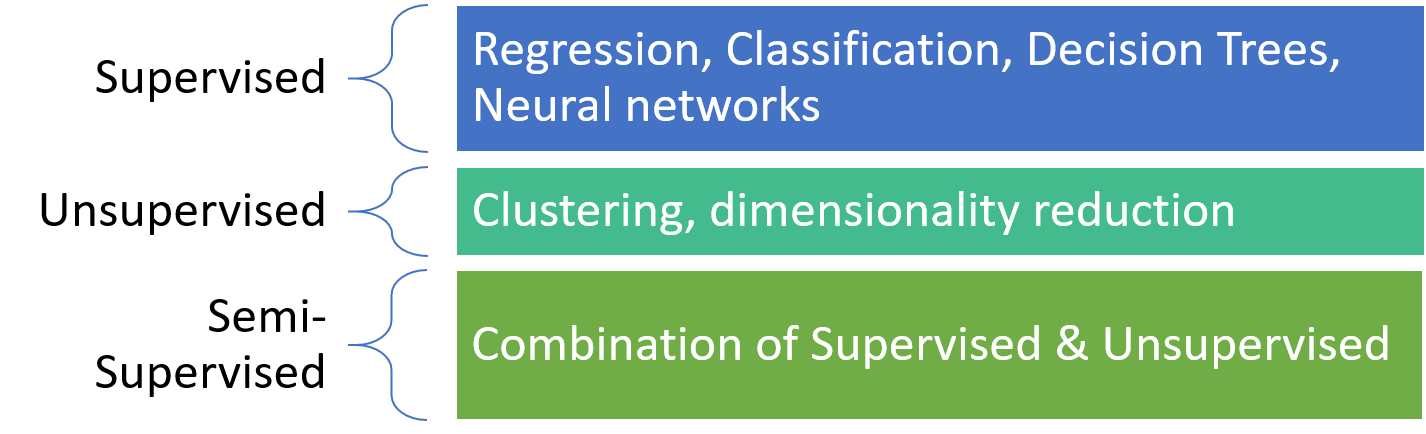 Supervised
Regression, Classification, Decision Trees,
Neural networks
Unsupervised
Clustering, dimensionality reduction
Semi-
Supervised
Combination of Supervised & Unsupervised